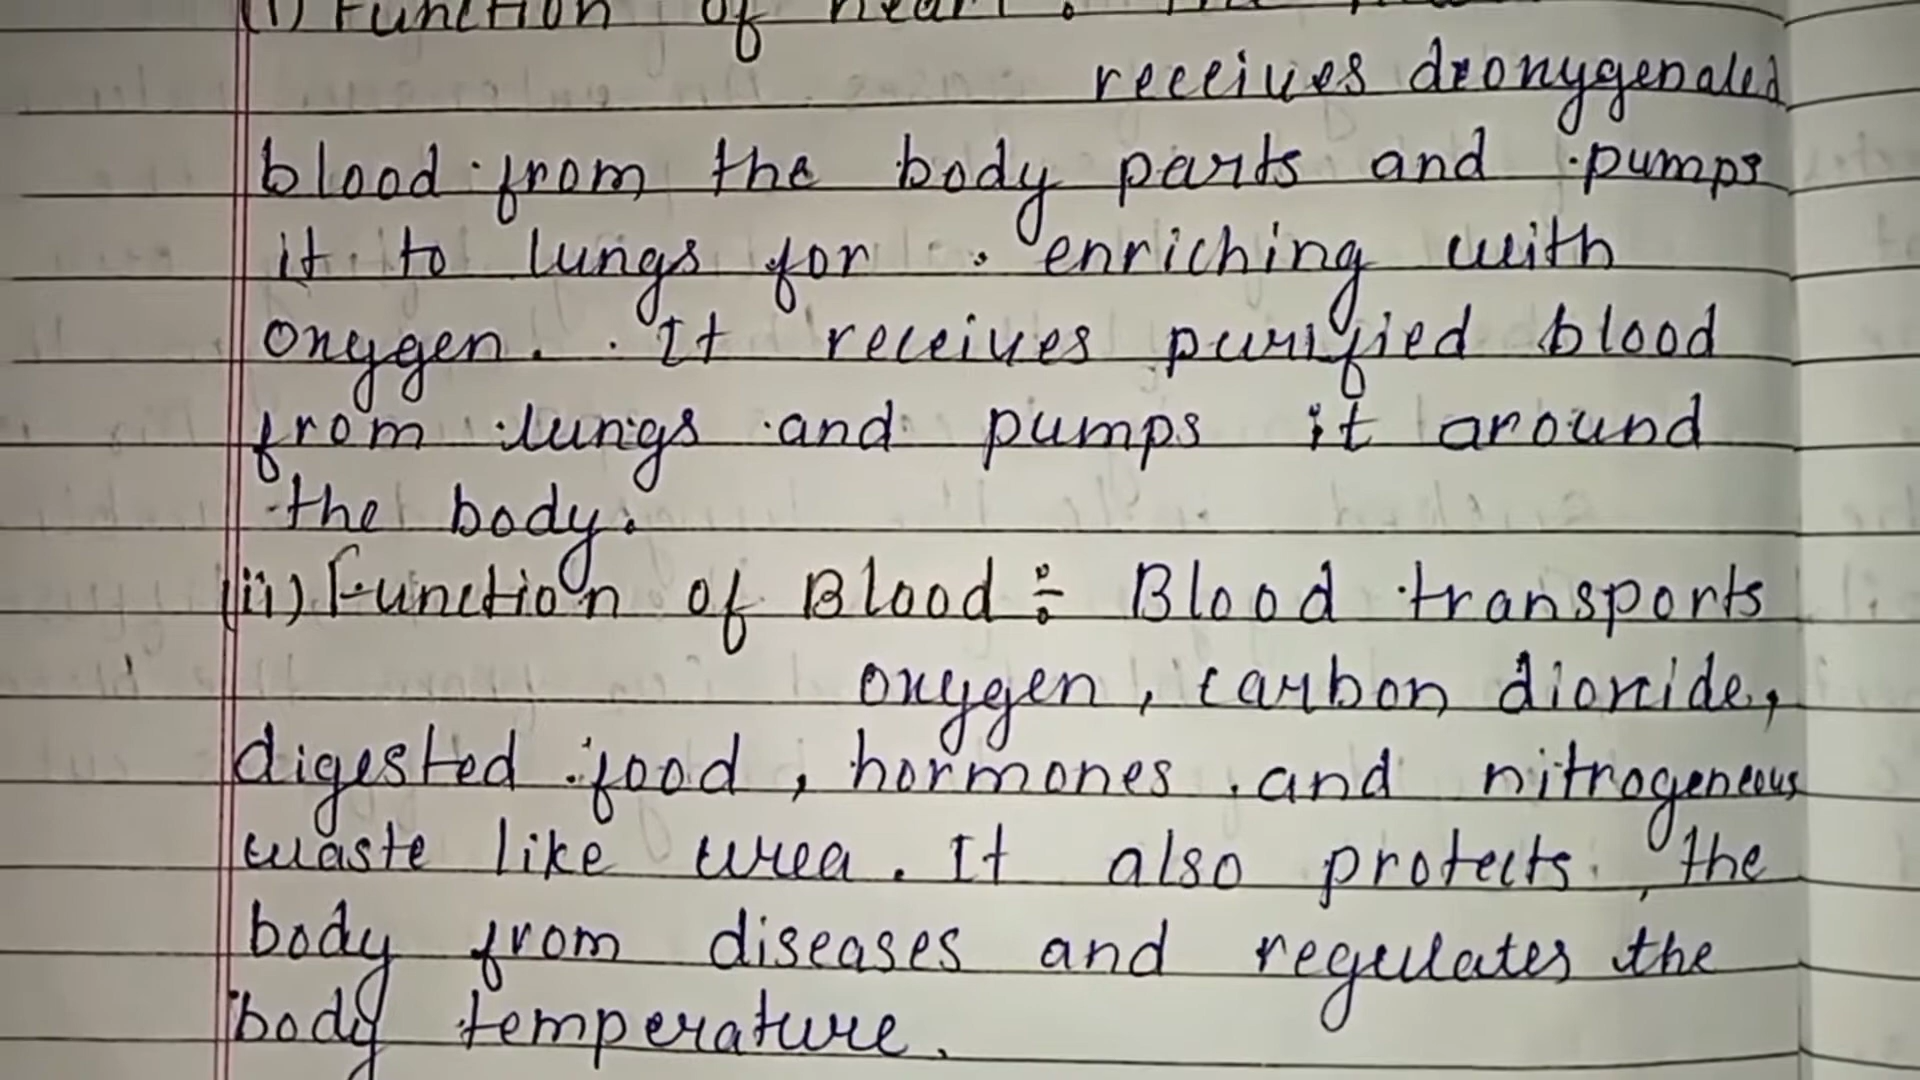 (i) Function of heart : The
receives deoxygenated
blood from the body parts and pumps
it to lungs for enriching with
oxygen. It receives purified blood
from lungs and pumps it around
the body.
(ii) Function of Blood ÷ Blood transports
oxygen, carbon dioxide,
digested food, hormones and nitrogeneous
waste like urea. It also protects the
body from diseases and regulates the
body temperature.